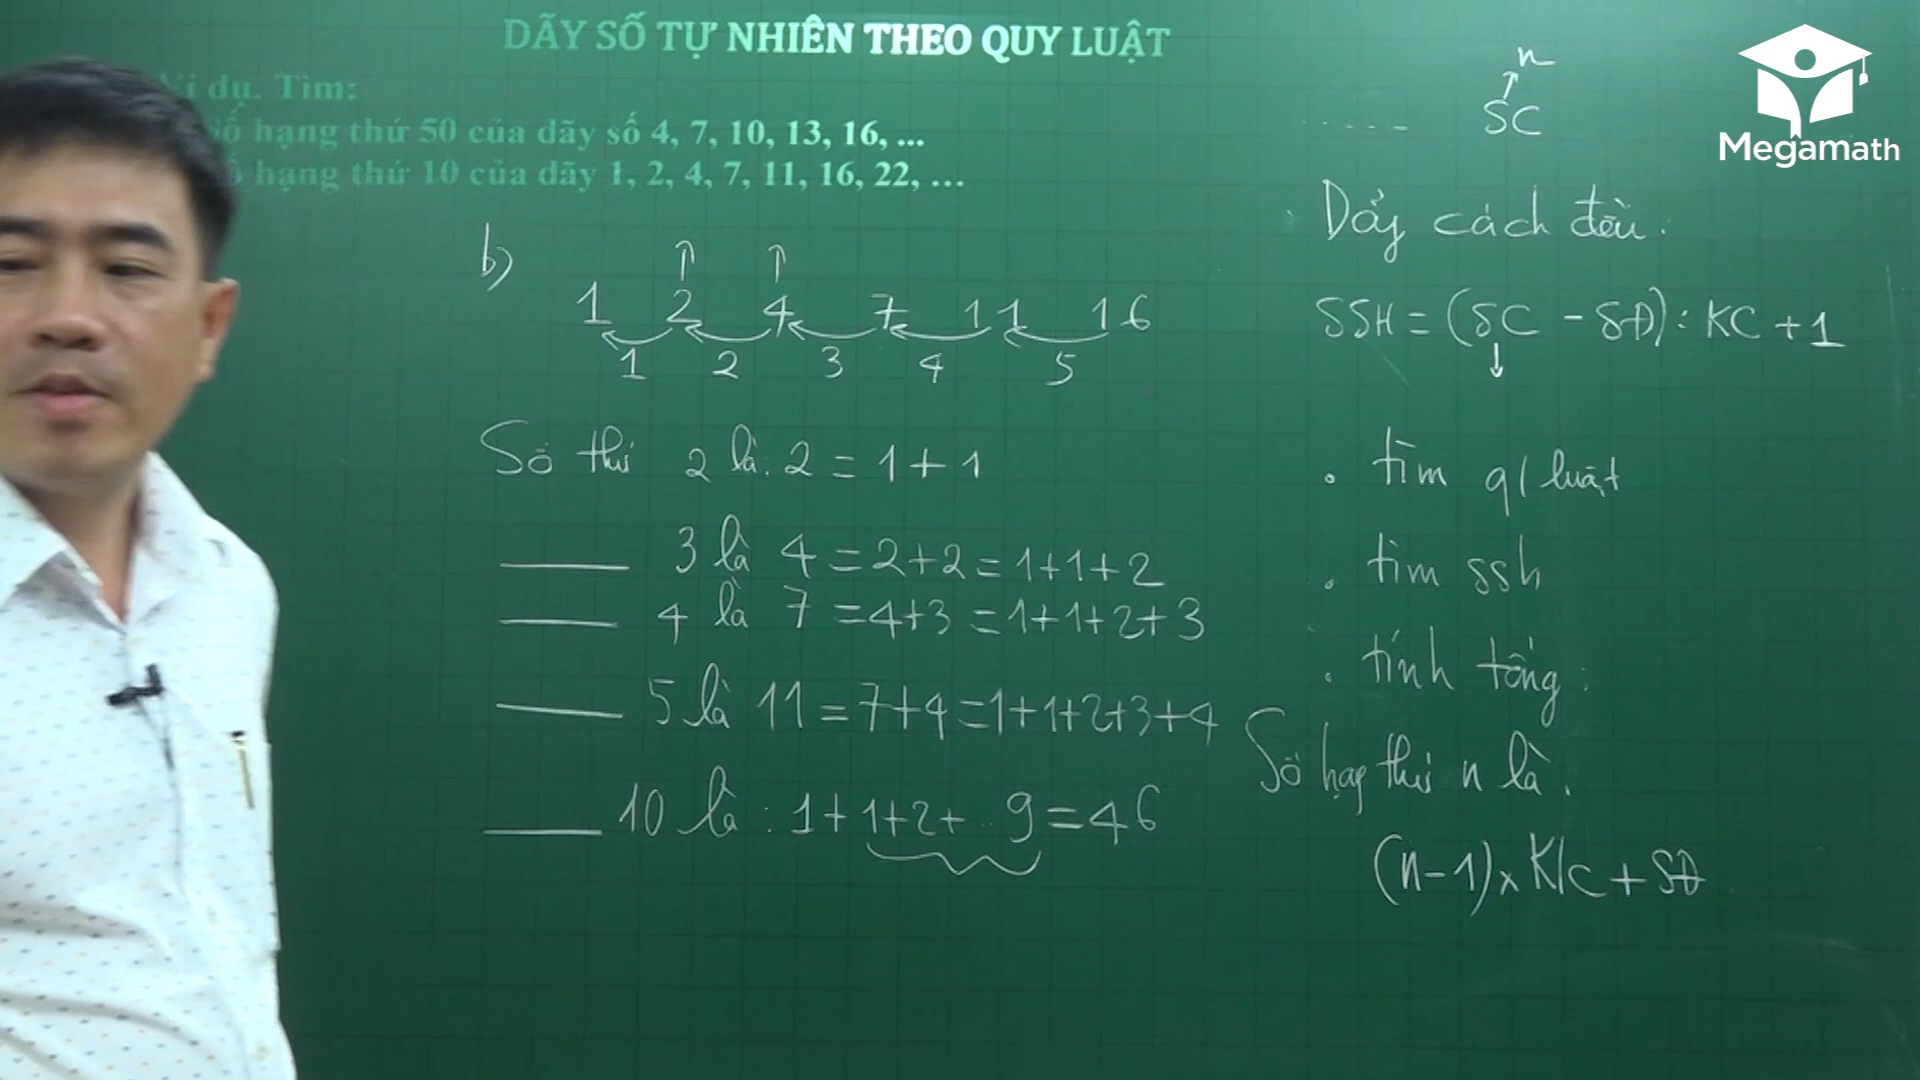 DÃY SỐ TỰ NHIÊN THEO QUY LUẬT
Ví dụ. Tìm:
Số hạng thứ 50 của dãy số 4, 7, 10, 13, 16, ...
hạng thứ 10 của dãy 1, 2, 4, 7, 11, 16, 22, ...
b)
1 2 4 7 11 16
1 2 3 4 5
Số thứ 2 là: 2 = 1 + 1
3 là 4 = 2 + 2 = 1 + 1 + 2
4 là 7 = 4 + 3 = 1 + 1 + 2 + 3
5 là 11 = 7 + 4 = 1 + 1 + 2 + 3 + 4
10 là : 1 + 1 + 2 + ... 9 = 46
n
..... SC
Dãy cách đều.
SSH = (SC - SĐ) : KC + 1
. tìm q/luật
. tìm ssh
. tính tổng :
Số hạng thứ n là.
(n-1) x K/c + SĐ
Megamath